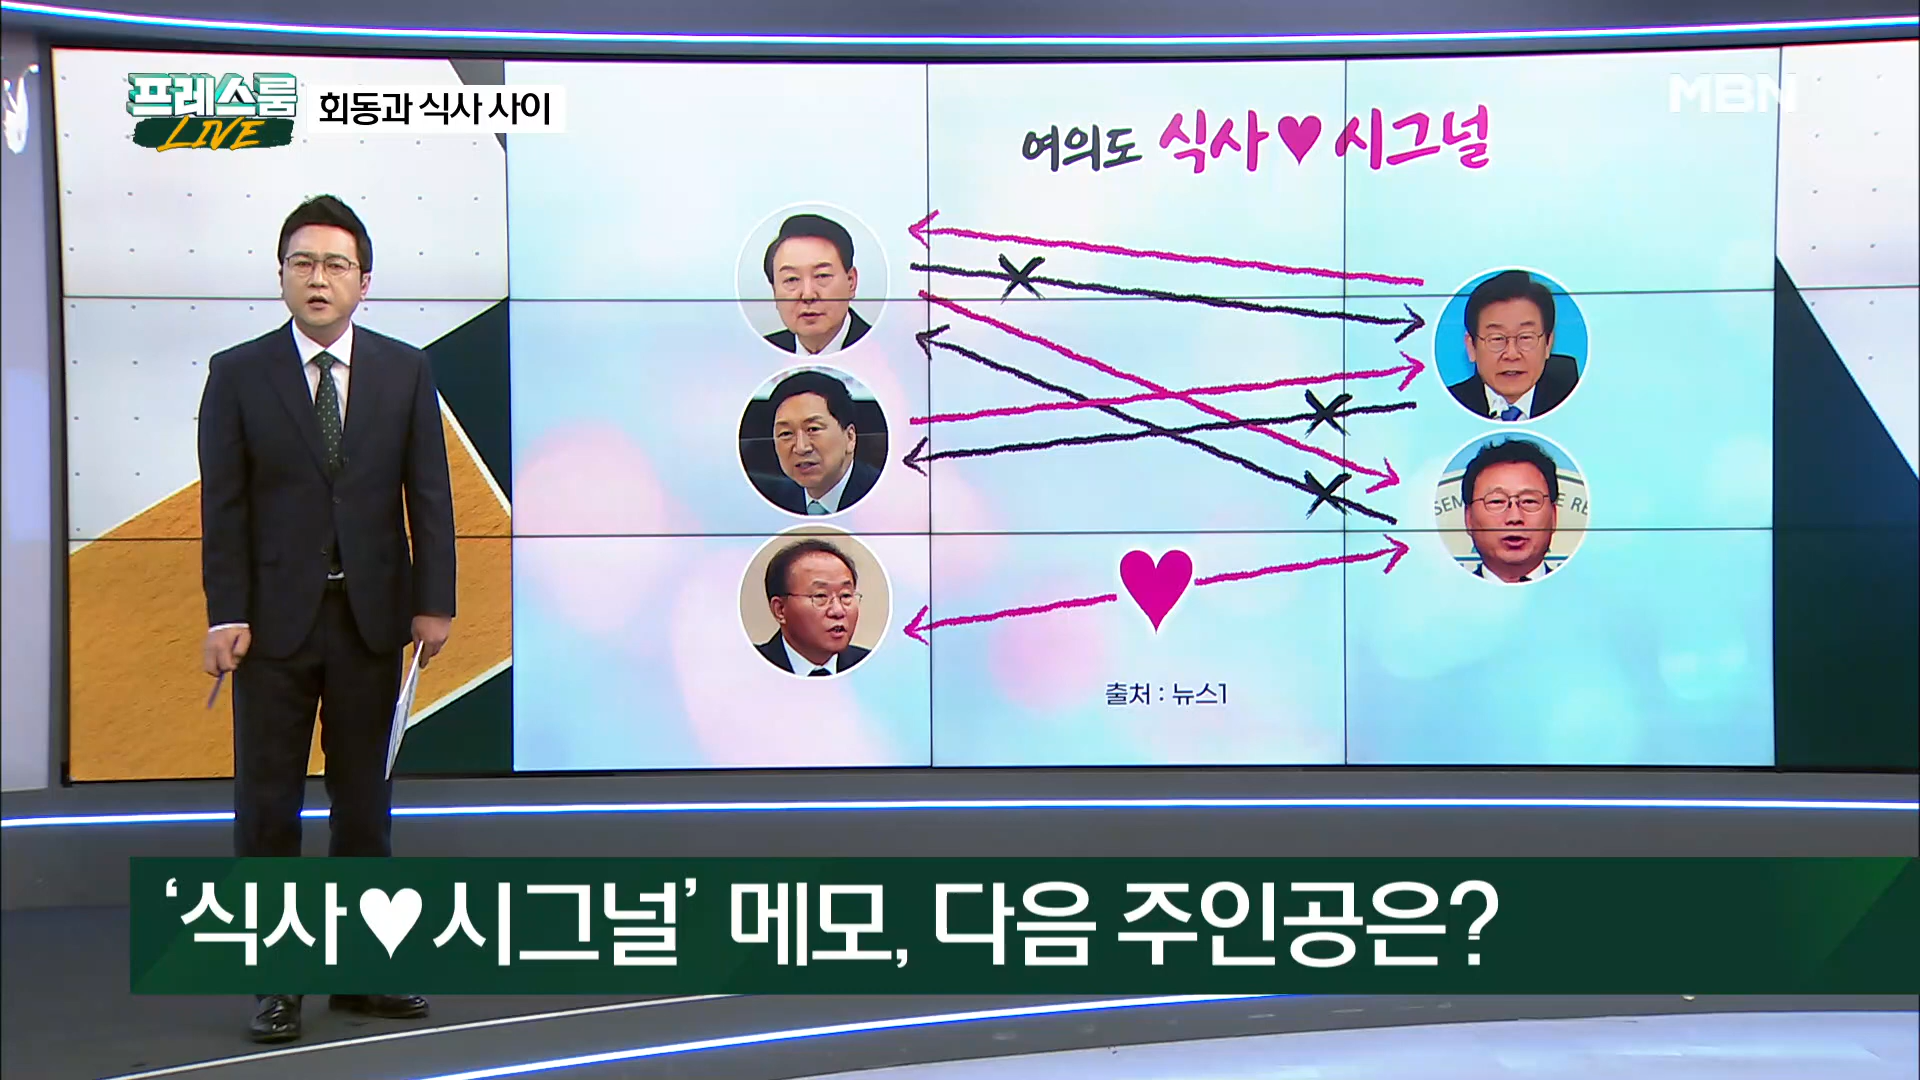 프레스룸
LIVE
회동과 식사 사이
MBN
여의도 식사♥시그널
SEM
E RE
출처 : 뉴스1
‘식사♥시그널’ 메모, 다음 주인공은?